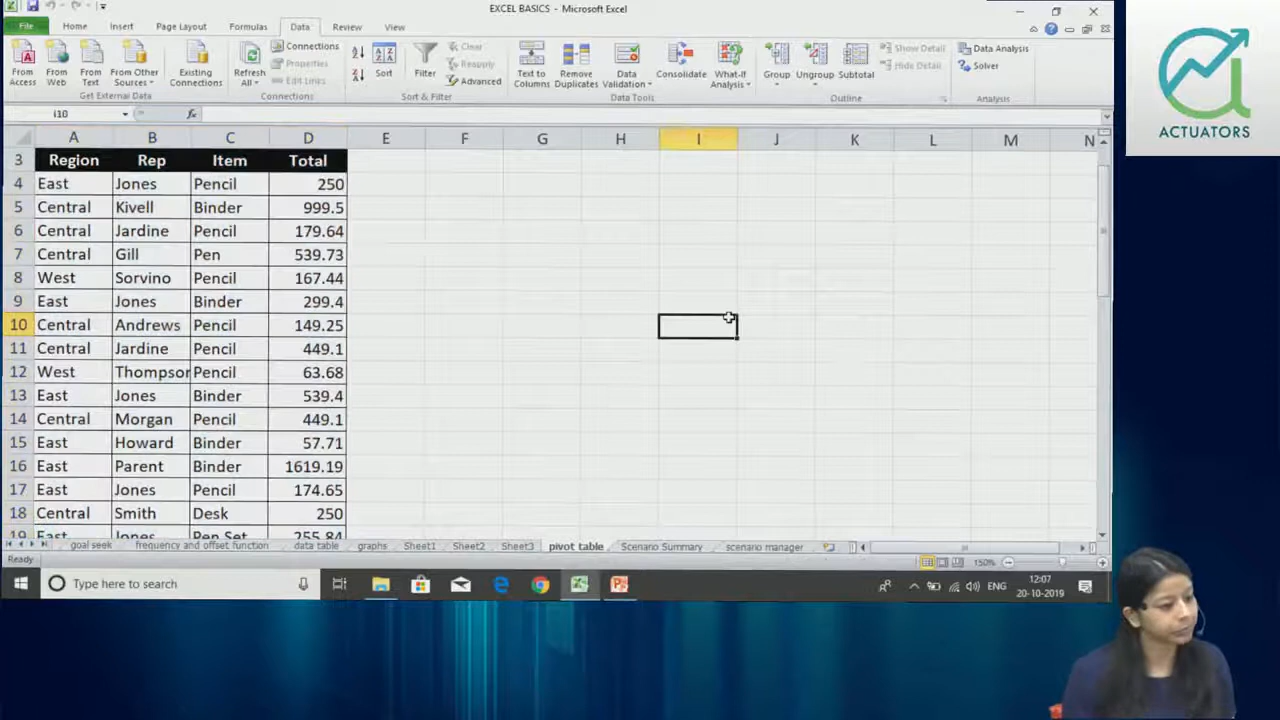 EXCEL BASICS - Microsoft Excel
File Home Insert Page Layout Formulas Data Review View
From Access From Web From Text From Other Sources Existing Connections
Get External Data
Refresh All Connections Properties Edit Links
Connections
Sort Filter Clear Reapply Advanced
Sort & Filter
Text to Columns Remove Duplicates Data Validation Consolidate What-If Analysis
Data Tools
Group Ungroup Subtotal Show Detail Hide Detail
Outline
Data Analysis Solver
Analysis
ACTUATORS
I10 fx
A B C D E F G H I J K L M N
3 Region Rep Item Total
4 East Jones Pencil 250
5 Central Kivell Binder 999.5
6 Central Jardine Pencil 179.64
7 Central Gill Pen 539.73
8 West Sorvino Pencil 167.44
9 East Jones Binder 299.4
10 Central Andrews Pencil 149.25
11 Central Jardine Pencil 449.1
12 West Thompson Pencil 63.68
13 East Jones Binder 539.4
14 Central Morgan Pencil 449.1
15 East Howard Binder 57.71
16 East Parent Binder 1619.19
17 East Jones Pencil 174.65
18 Central Smith Desk 250
19 East Jones Pen Set 255.84
goal seek frequency and offset function data table graphs Sheet1 Sheet2 Sheet3 pivot table Scenario Summary scenario manager
Ready 150%
Type here to search ENG 12:07
20-10-2019